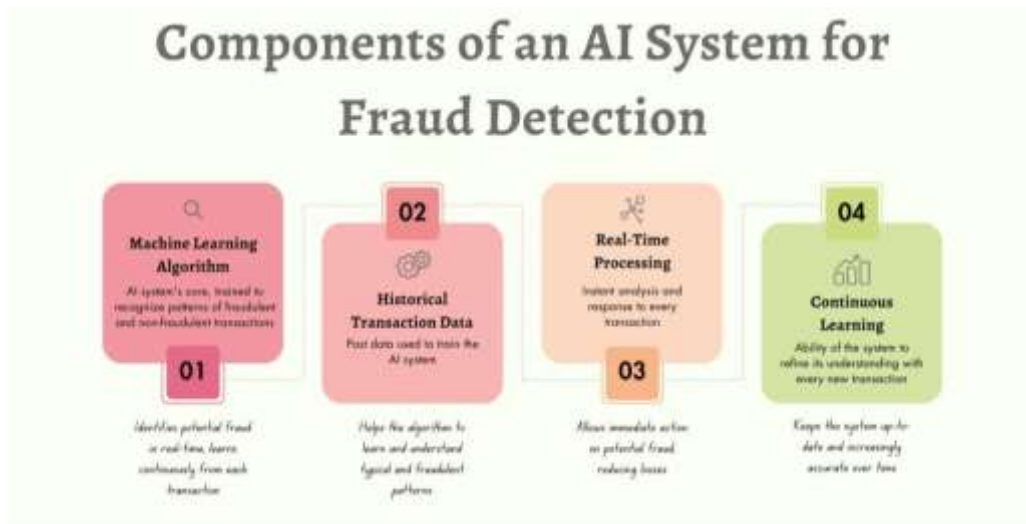 Components of an AI System for
Fraud Detection
Machine Learning
Algorithm
AI system's core, trained to
recognize patterns of fraudulent
and non-fraudulent transactions
01
Identifies potential fraud
in real-time, learns
continuously from each
transaction
02
Historical
Transaction Data
Past data used to train the
AI system
Helps the algorithm to
learn and understand
typical and fraudulent
patterns
Real-Time
Processing
Instant analysis and
response to every
transaction
03
Allows immediate action
on potential fraud,
reducing losses
04
Continuous
Learning
Ability of the system to
refine its understanding with
every new transaction
Keeps the system up-to-
date and increasingly
accurate over time